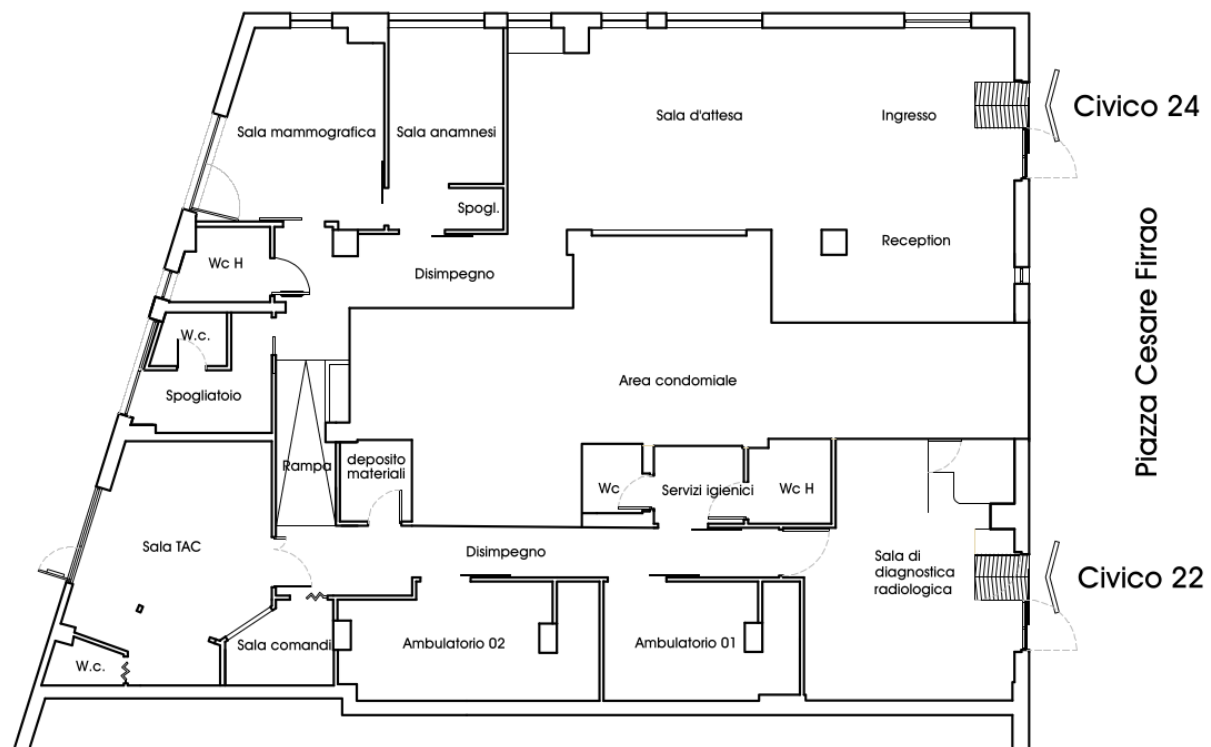 Civico 24
Sala d'attesa
Ingresso
Sala mammografica
Sala anamnesi
Spogl.
Reception
Wc H
Disimpegno
Piazza Cesare Firrao
W.c.
Area condomiale
Spogliatoio
Rampa
deposito
materiali
Wc
Servizi igienici
Wc H
Sala TAC
Disimpegno
Sala di
diagnostica
radiologica
Civico 22
Sala comandi
Ambulatorio 02
Ambulatorio 01
W.c.